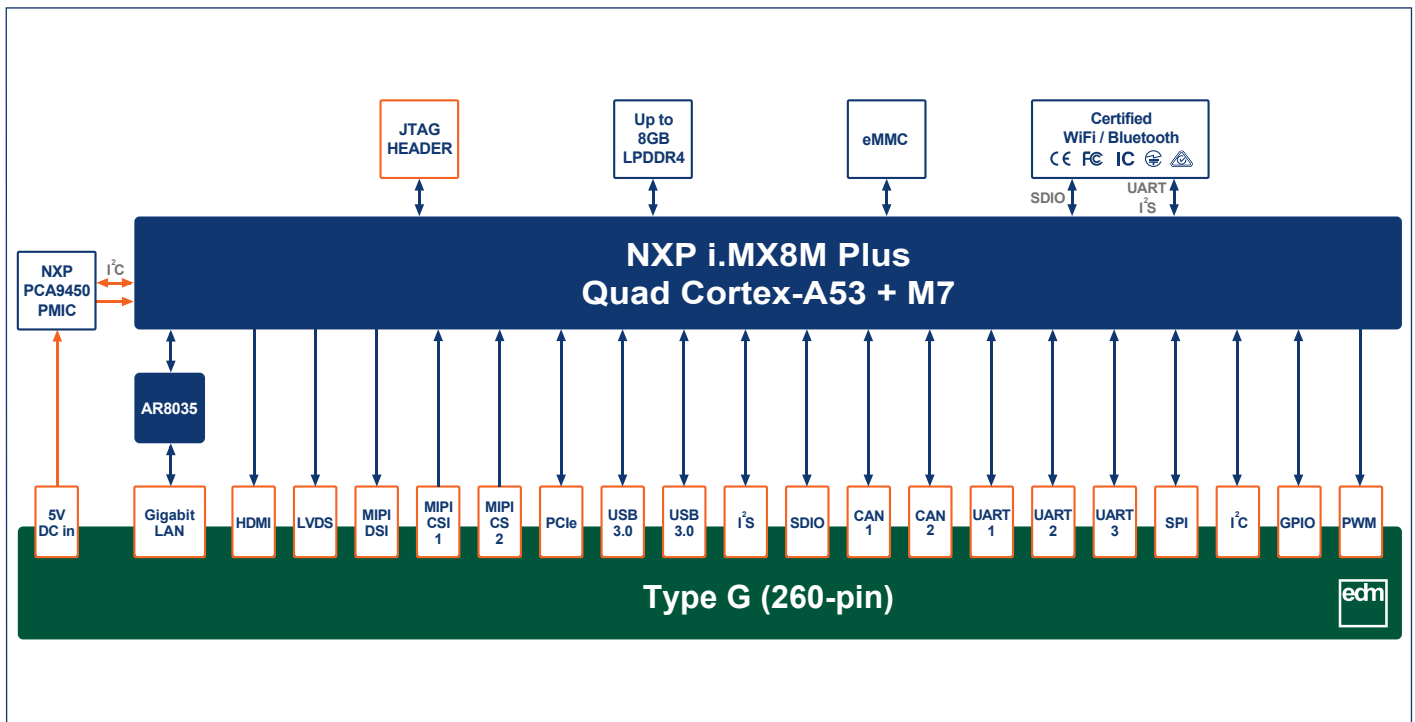 JTAG
HEADER
Up to
8GB
LPDDR4
eMMC
Certified
WiFi / Bluetooth
CE FC IC
SDIO
UART
I²S
NXP i.MX8M Plus
Quad Cortex-A53 + M7
NXP
PCA9450
PMIC
I²C
AR8035
5V
DC in
Gigabit
LAN
HDMI
LVDS
MIPI
DSI
MIPI
CSI
1
MIPI
CS
2
PCIe
USB
3.0
USB
3.0
I²S
SDIO
CAN
1
CAN
2
UART
1
UART
2
UART
3
SPI
I²C
GPIO
PWM
Type G (260-pin)
edm